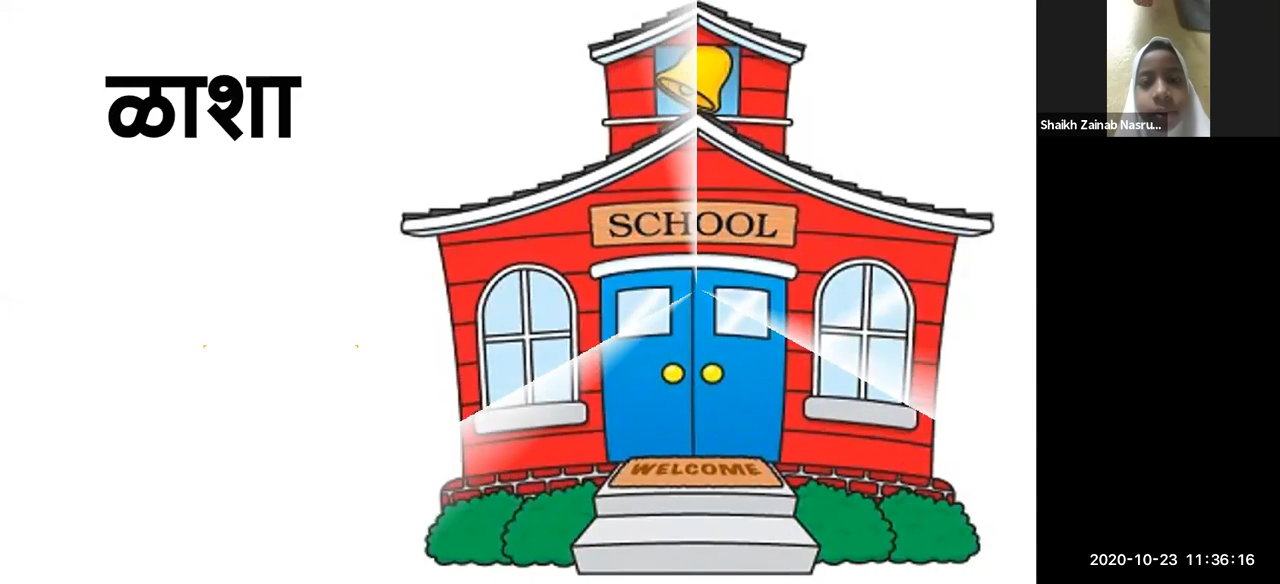 ळाशा
SCHOOL
WELCOME
Shaikh Zainab Nasru...
2020-10-23 11:36:16